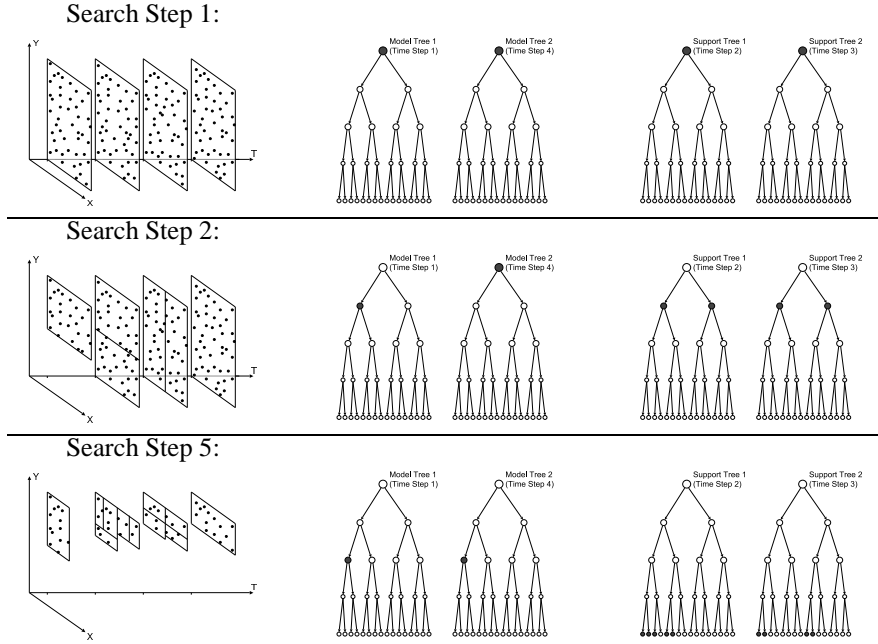 Search Step 1:
Y
T
X
Model Tree 1
(Time Step 1)
Model Tree 2
(Time Step 4)
Support Tree 1
(Time Step 2)
Support Tree 2
(Time Step 3)
Search Step 2:
Y
T
X
Model Tree 1
(Time Step 1)
Model Tree 2
(Time Step 4)
Support Tree 1
(Time Step 2)
Support Tree 2
(Time Step 3)
Search Step 5:
Y
T
X
Model Tree 1
(Time Step 1)
Model Tree 2
(Time Step 4)
Support Tree 1
(Time Step 2)
Support Tree 2
(Time Step 3)